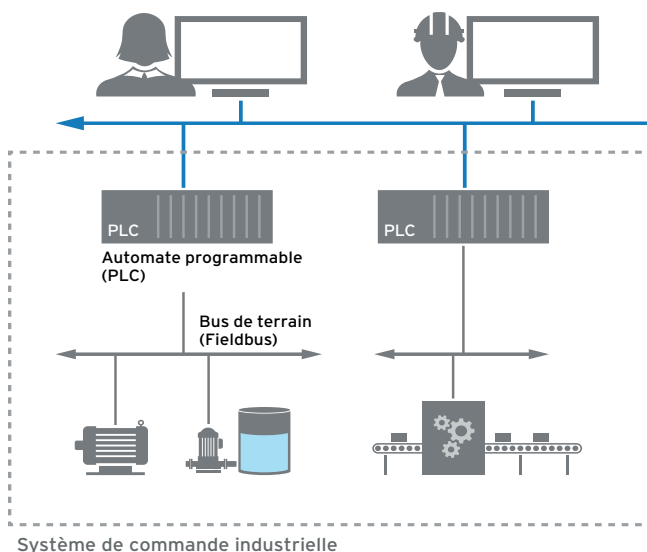 PLC
PLC
Automate programmable
(PLC)
Bus de terrain
(Fieldbus)
Système de commande industrielle